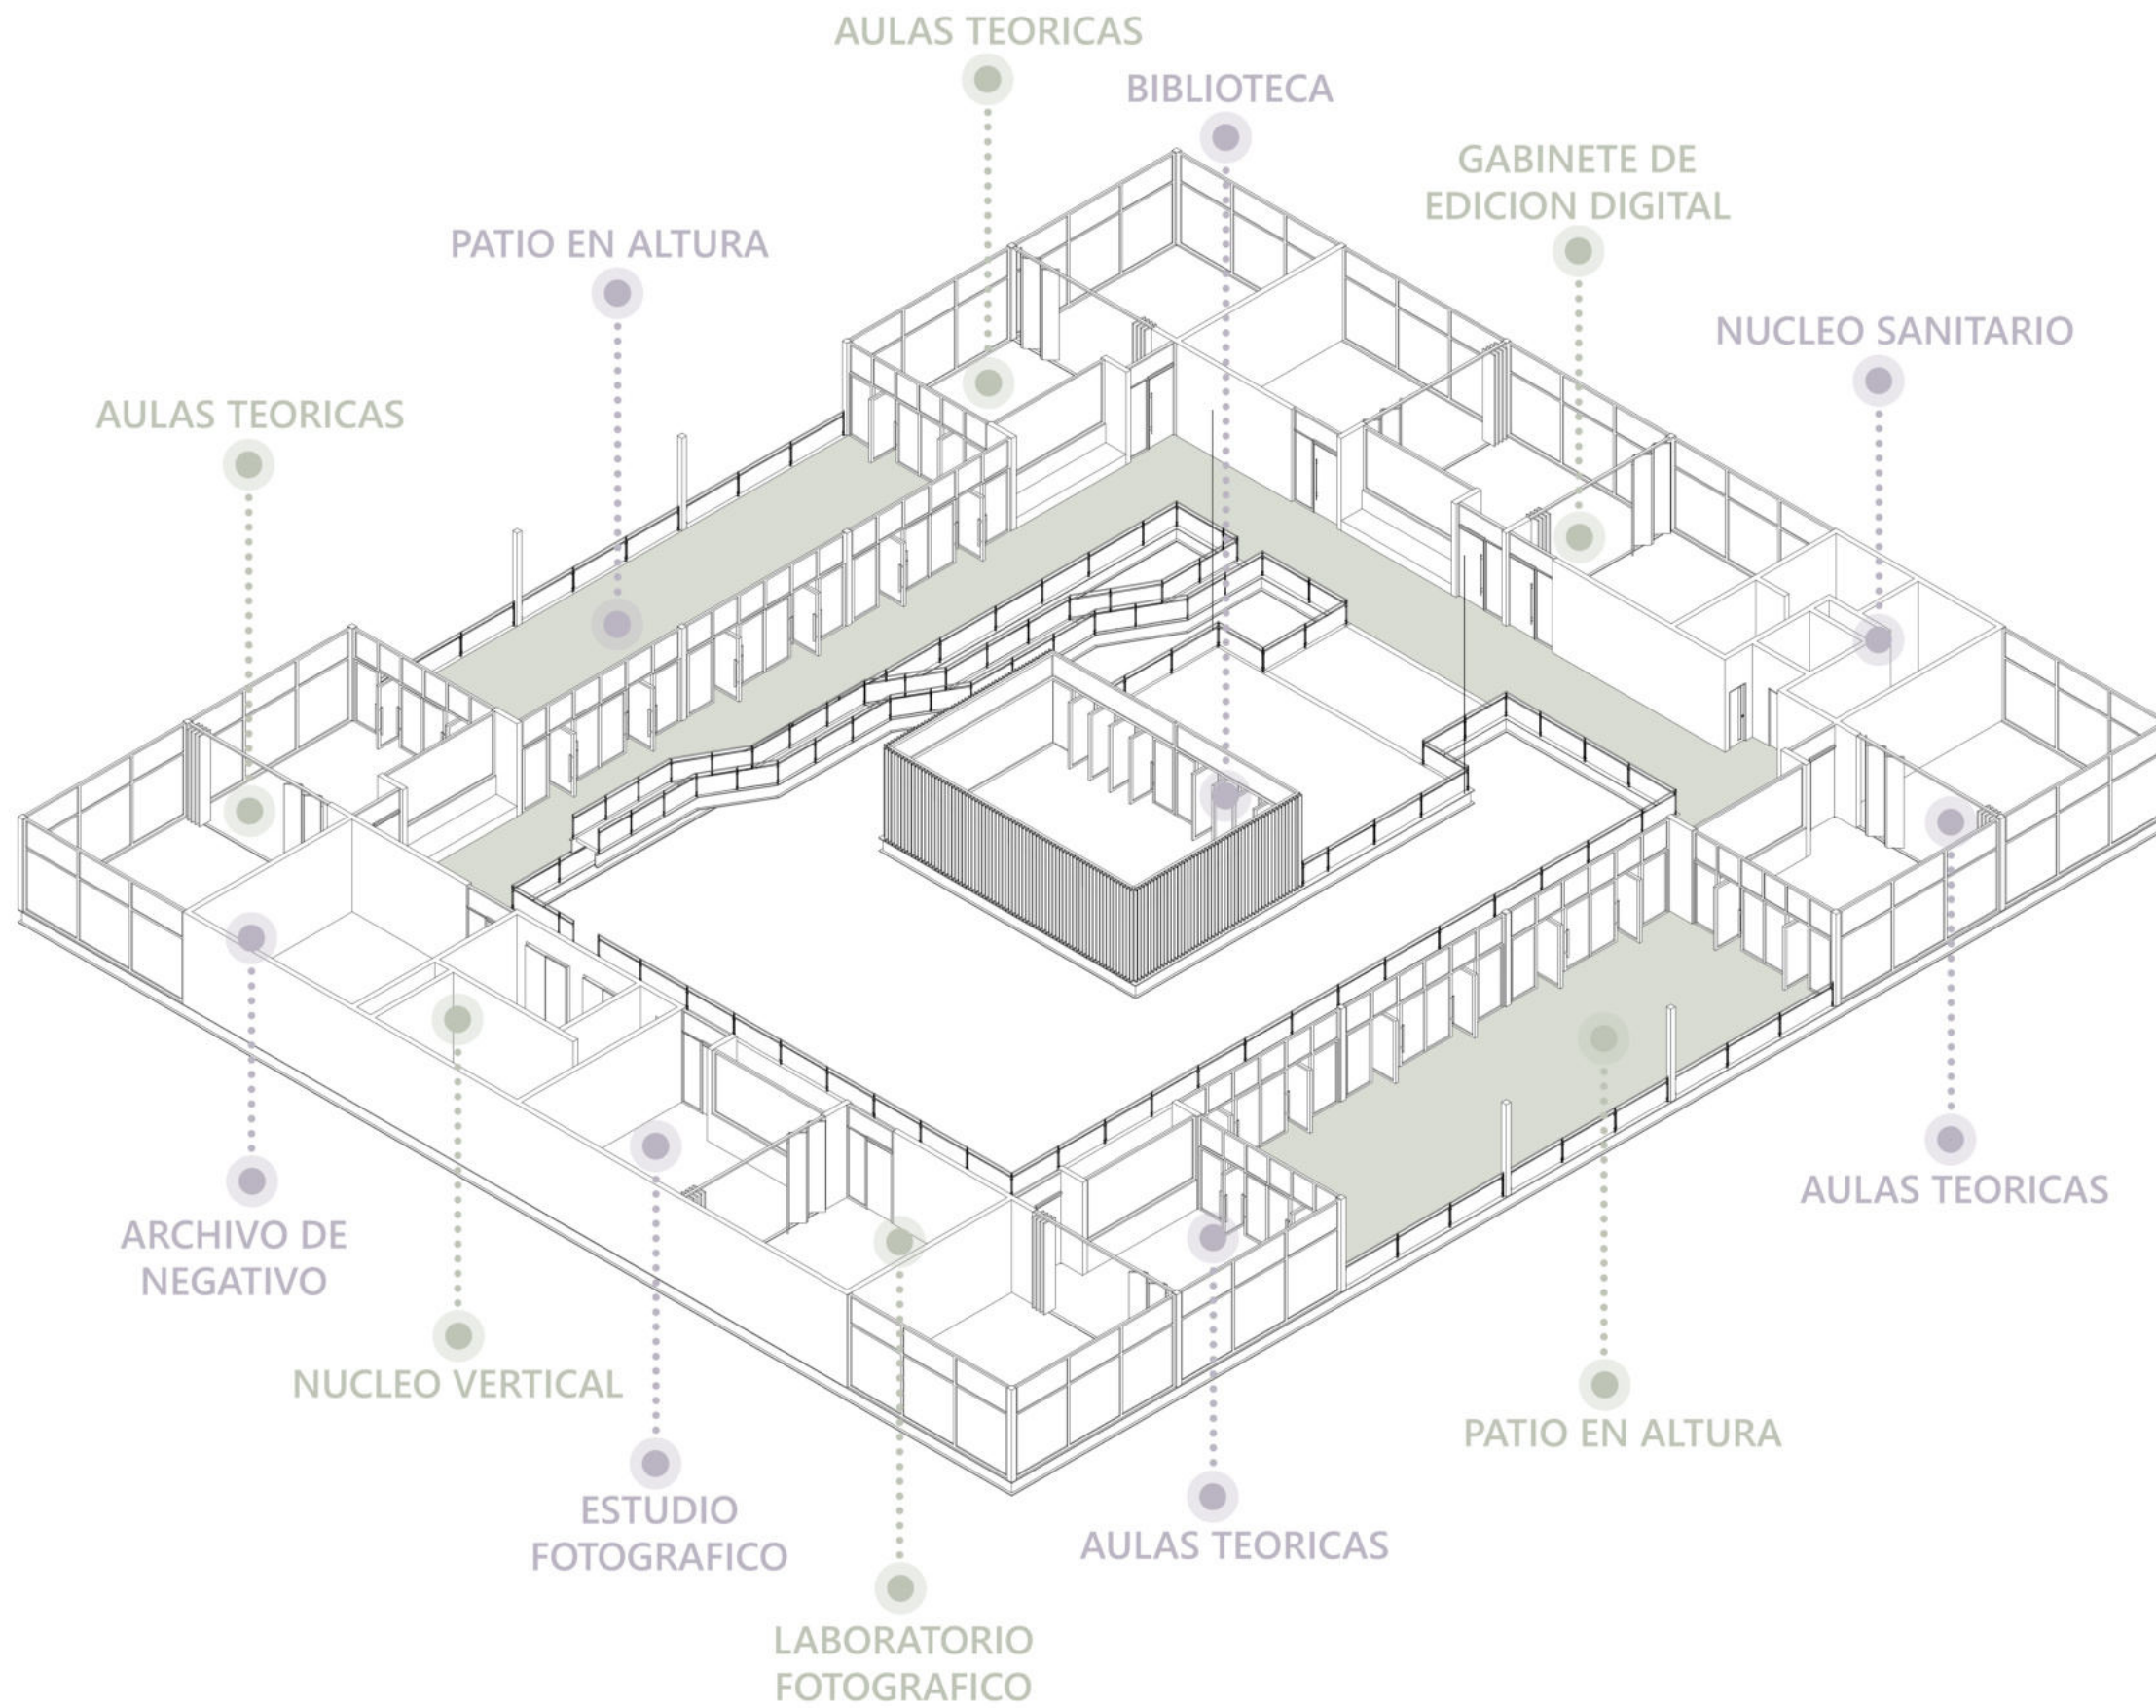 AULAS TEORICAS
BIBLIOTECA
GABINETE DE
EDICION DIGITAL
PATIO EN ALTURA
NUCLEO SANITARIO
AULAS TEORICAS
AULAS TEORICAS
ARCHIVO DE
NEGATIVO
NUCLEO VERTICAL
PATIO EN ALTURA
ESTUDIO
FOTOGRAFICO
AULAS TEORICAS
LABORATORIO
FOTOGRAFICO